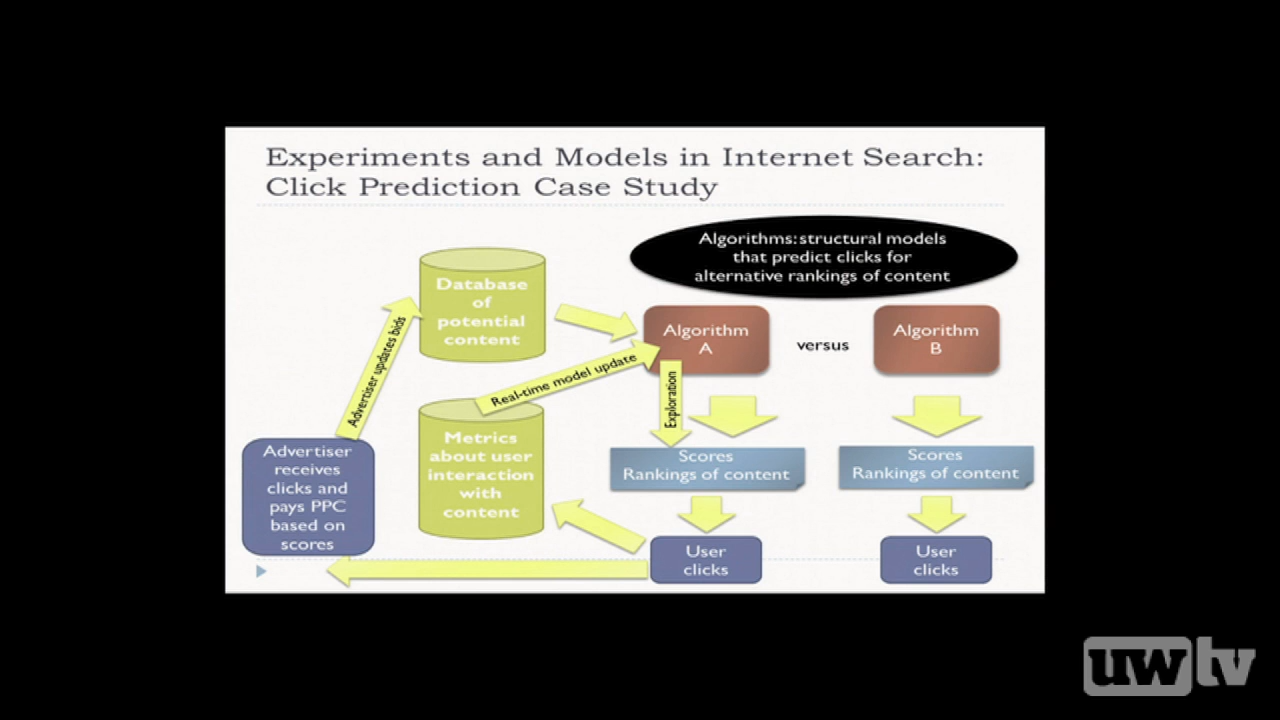 Experiments and Models in Internet Search:
Click Prediction Case Study
Algorithms: structural models
that predict clicks for
alternative rankings of content
Database
of
potential
content
Advertiser updates bids
Algorithm
A
versus
Algorithm
B
Real-time model update
Exploration
Metrics
about user
interaction
with
content
Advertiser
receives
clicks and
pays PPC
based on
scores
Scores
Rankings of content
Scores
Rankings of content
User
clicks
User
clicks
uwtv